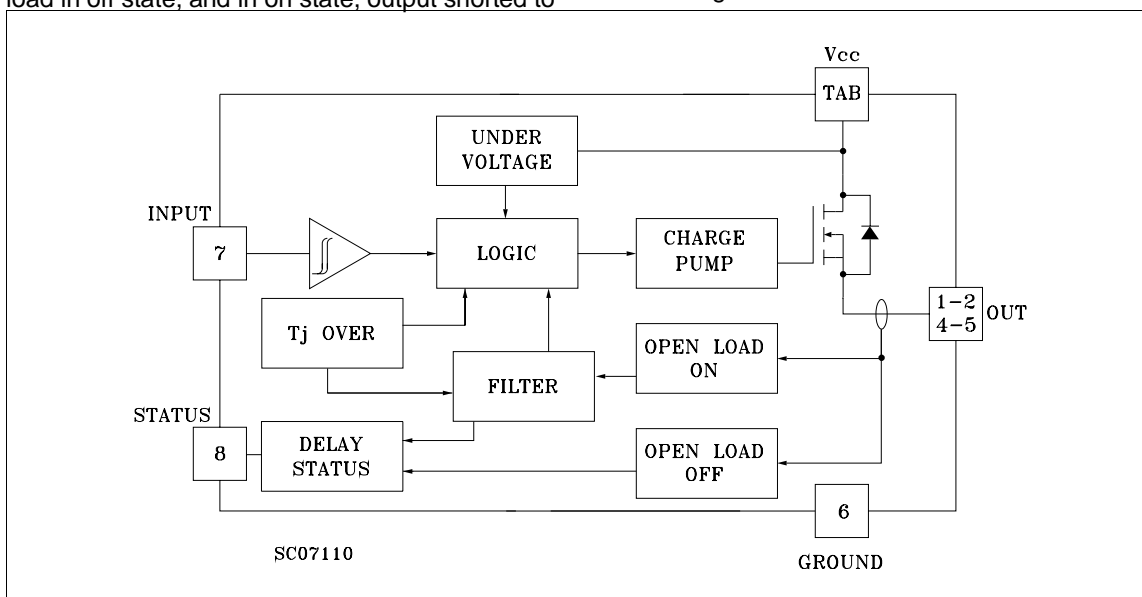 load in off state, and in on state, output shorted to
Vcc
TAB
UNDER
VOLTAGE
INPUT
7
LOGIC
CHARGE
PUMP
1-2
4-5
OUT
Tj OVER
OPEN LOAD
ON
FILTER
STATUS
8
DELAY
STATUS
OPEN LOAD
OFF
6
SC07110
GROUND